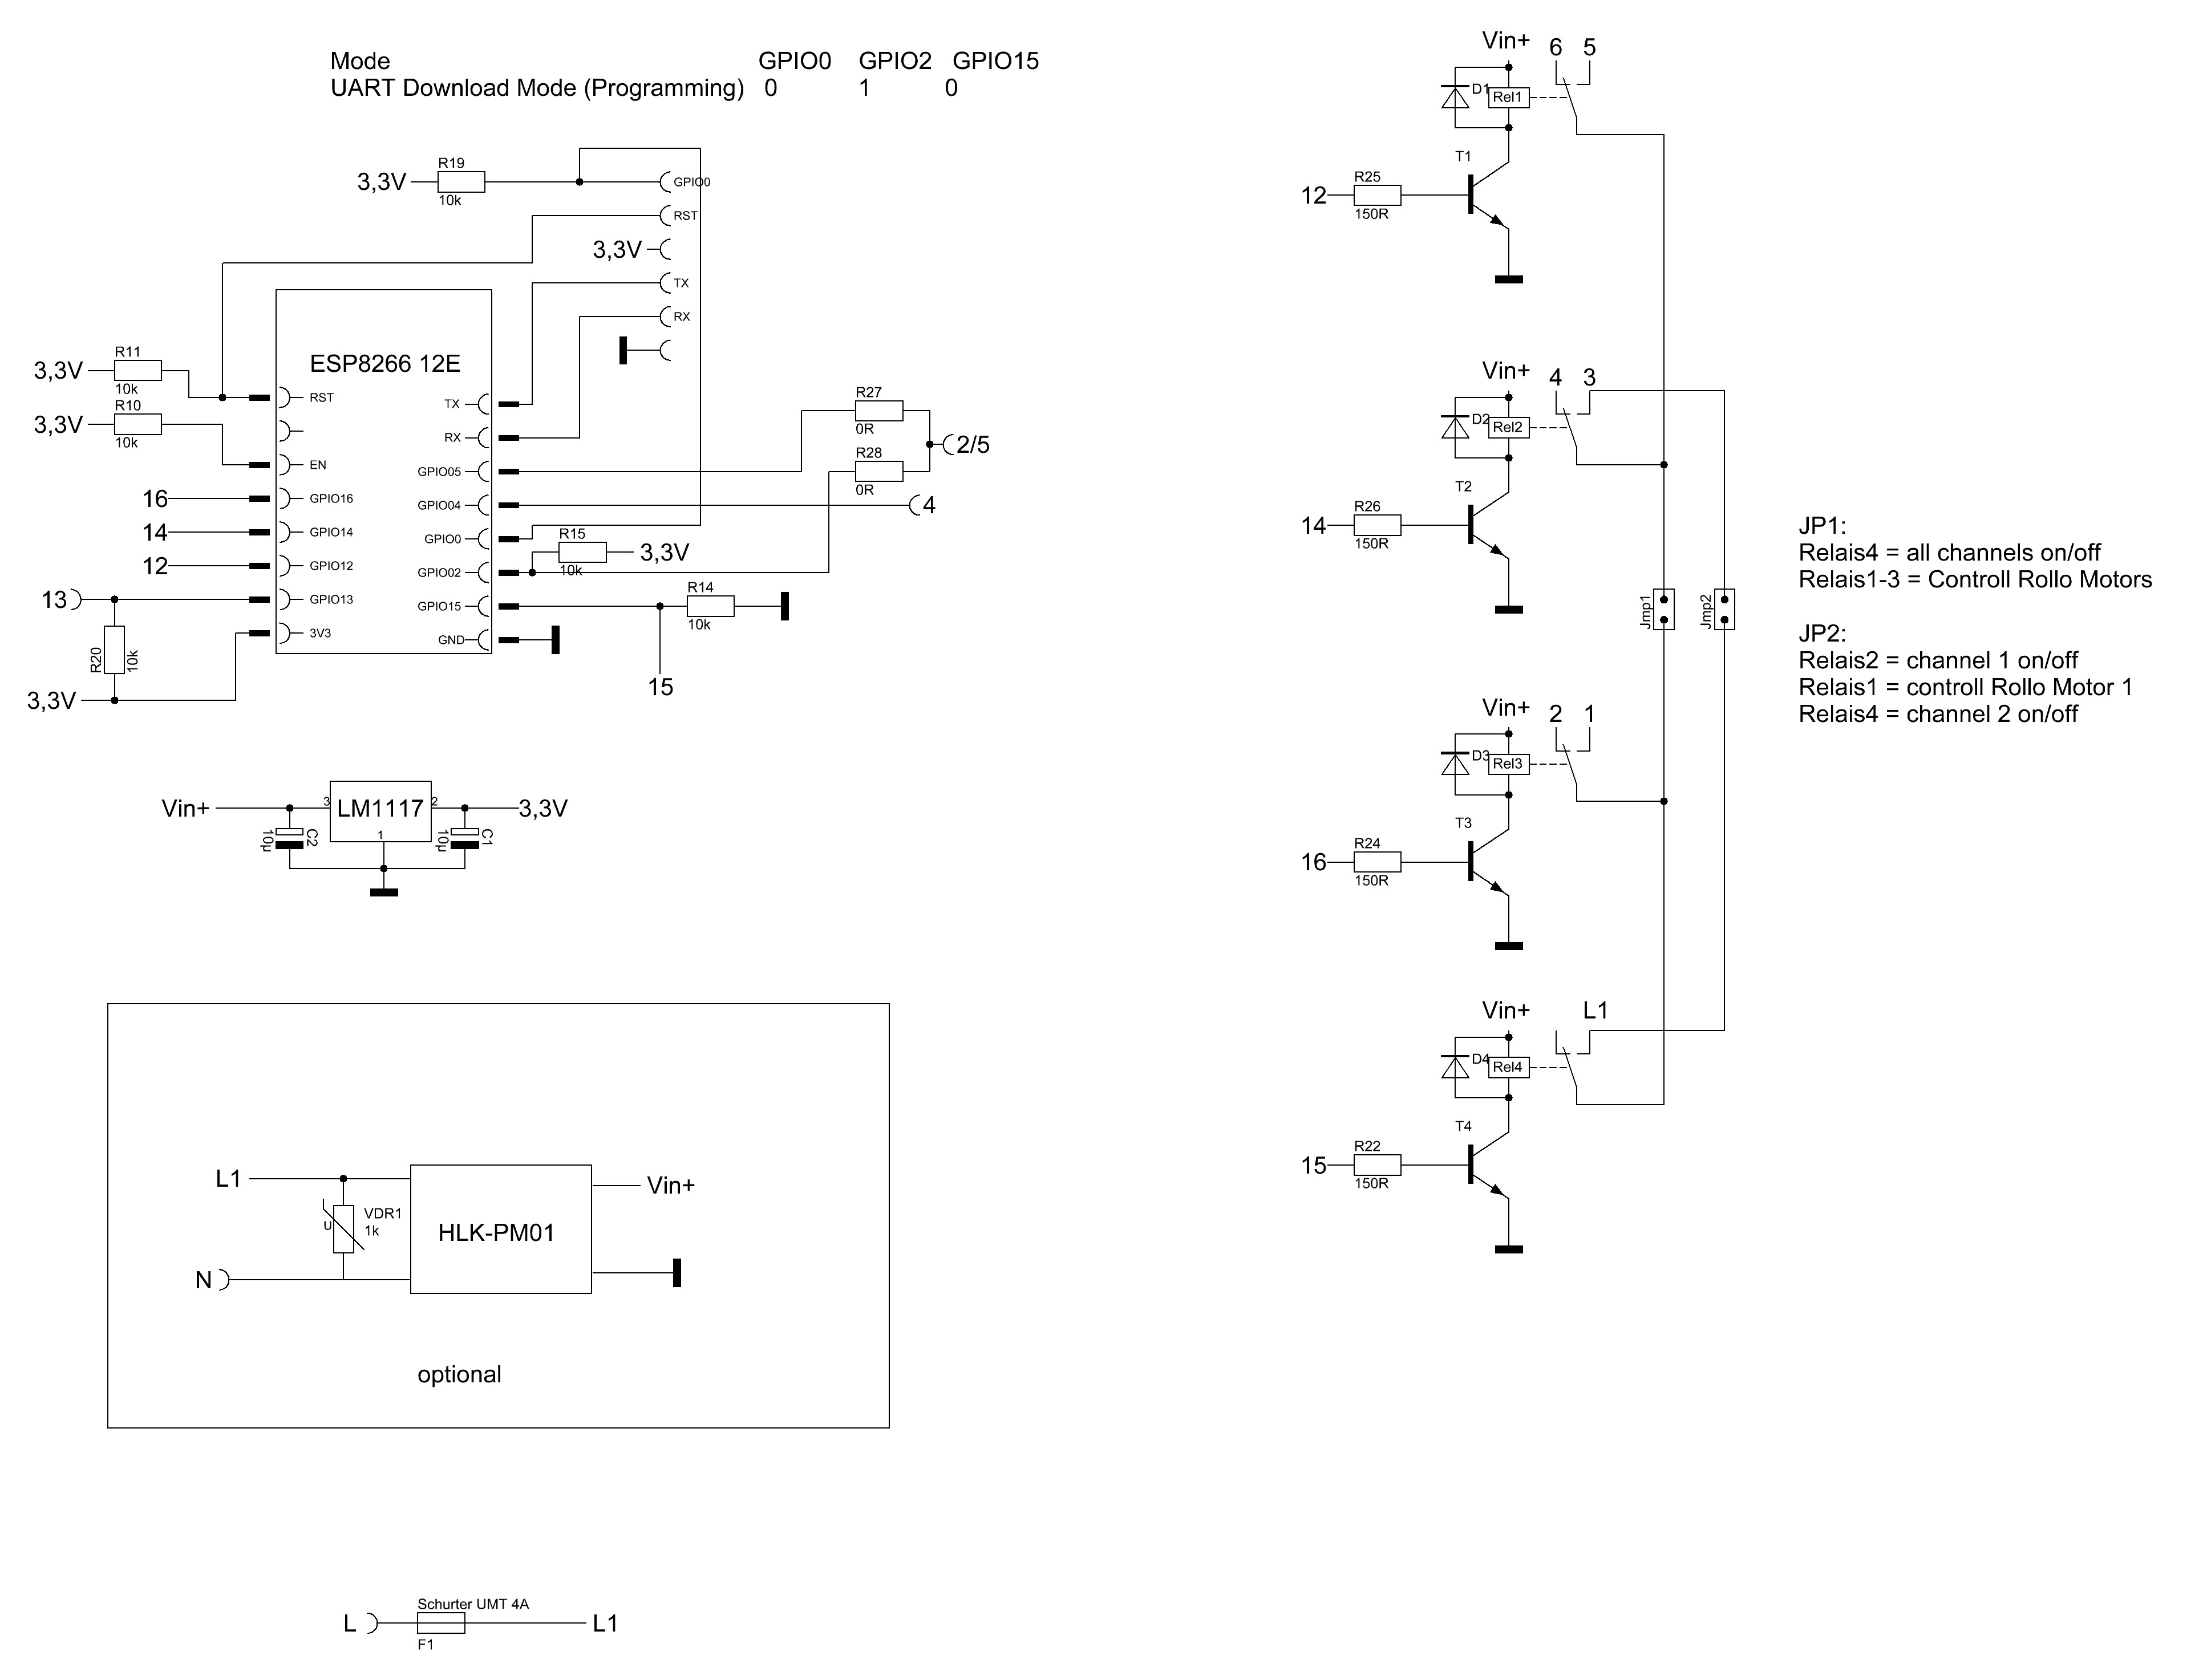 Mode GPIO0 GPIO2 GPIO15
UART Download Mode (Programming) 0 1 0
3,3V
R19
10k
GPIO0
RST
3,3V
TX
RX
ESP8266 12E
3,3V
R11
10k
3,3V
R10
10k
RST
EN
16
GPIO16
14
GPIO14
12
GPIO12
13
GPIO13
3V3
R20
10k
3,3V
TX
RX
GPIO05
GPIO04
GPIO0
GPIO02
GPIO15
GND
R27
0R
R28
0R
2/5
4
R15
10k
3,3V
R14
10k
15
Vin+
3
LM1117
2
1
3,3V
C2
10µ
C1
10µ
L1
VDR1
1k
U
N
HLK-PM01
Vin+
optional
L
Schurter UMT 4A
F1
L1
Vin+
6
5
D1
Rel1
T1
12
R25
150R
Vin+
4
3
D2
Rel2
T2
14
R26
150R
Vin+
2
1
D3
Rel3
T3
16
R24
150R
Vin+
L1
D4
Rel4
T4
15
R22
150R
Jmp1
Jmp2
JP1:
Relais4 = all channels on/off
Relais1-3 = Controll Rollo Motors
JP2:
Relais2 = channel 1 on/off
Relais1 = controll Rollo Motor 1
Relais4 = channel 2 on/off